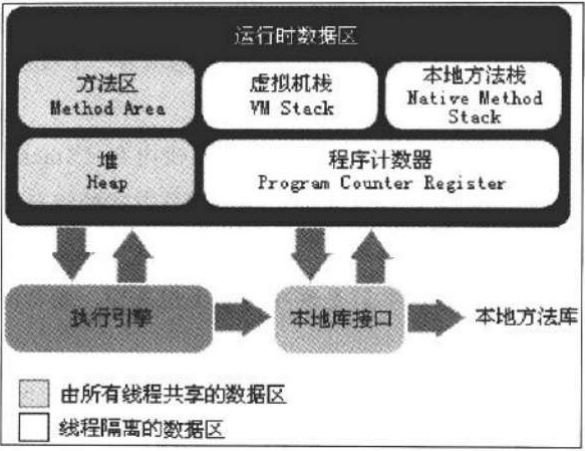 运行时数据区
方法区
Method Area
虚拟机栈
VM Stack
本地方法栈
Native Method
Stack
堆
Heap
程序计数器
Program Counter Register
执行引擎
本地库接口
本地方法库
由所有线程共享的数据区
线程隔离的数据区